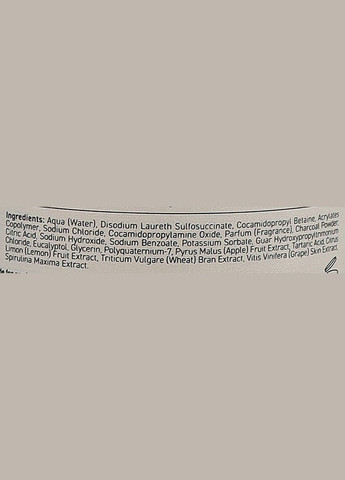 Ingredients: Aqua (Water), Disodium Laureth Sulfosuccinate, Cocamidopropyl Betaine, Acrylates
Copolymer, Sodium Chloride, Cocamidopropylamine Oxide, Parfum (Fragrance), Charcoal Powder,
Citric Acid, Sodium Hydroxide, Sodium Benzoate, Potassium Sorbate, Guar Hydroxypropyltrimonium
Chloride, Eucalyptol, Glycerin, Polyquaternium-7, Pyrus Malus (Apple) Fruit Extract, Tartaric Acid, Citrus
Limon (Lemon) Fruit Extract, Triticum Vulgare (Wheat) Bran Extract, Vitis Vinifera (Grape) Skin Extract,
Spirulina Maxima Extract.